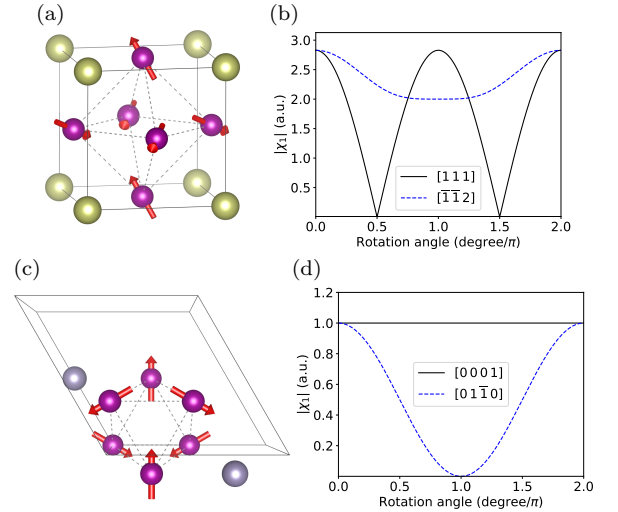 (a)
(b)
3.0
2.5
2.0
1.5
1.0
0.5
|χ₁| (a.u.)
[1 1 1]
[1̅ 1̅ 2]
0.0 0.5 1.0 1.5 2.0
Rotation angle (degree/π)
(c)
(d)
1.2
1.0
0.8
0.6
0.4
0.2
|χ₁| (a.u.)
[0 0 0 1]
[0 1 1̅ 0]
0.0 0.5 1.0 1.5 2.0
Rotation angle (degree/π)